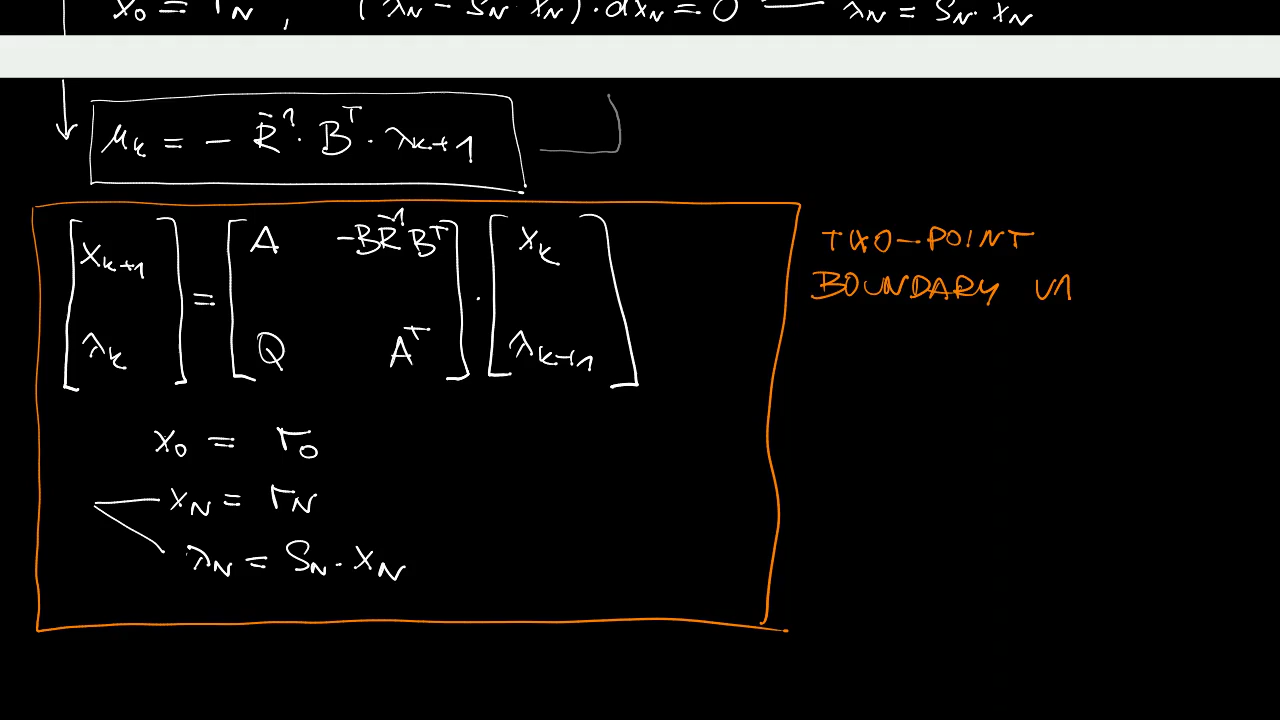 x₀ = r_N, (λ_N − S_N · x_N) · dx_N = 0 — λ_N = S_N · x_N
u_k = − R⁻¹ · Bᵀ · λ_{k+1}
[x_{k+1} λ_k] = [A −BR⁻¹Bᵀ Q Aᵀ] · [x_k λ_{k+1}]
TWO-POINT
BOUNDARY VA
x₀ = r₀
x_N = r_N
λ_N = S_N · x_N